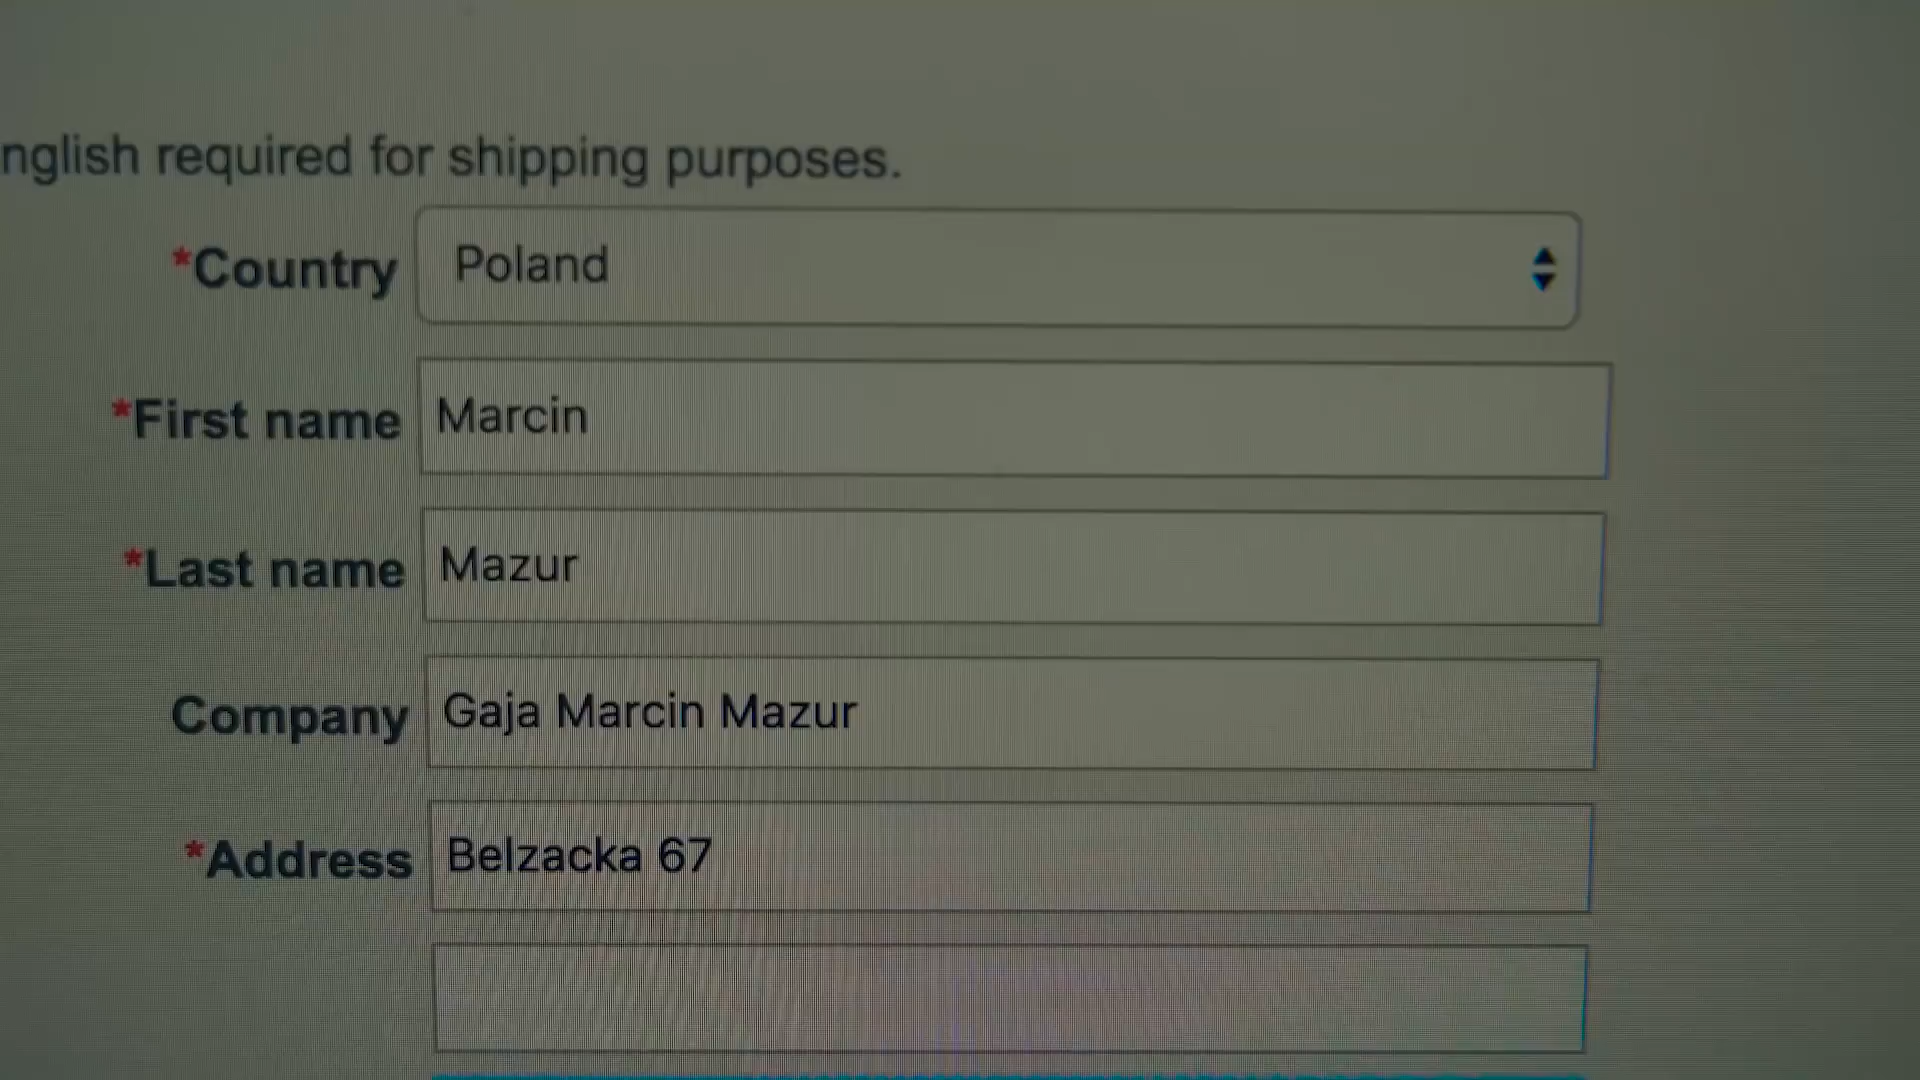 nglish required for shipping purposes.
*Country Poland
*First name Marcin
*Last name Mazur
Company Gaja Marcin Mazur
*Address Belzacka 67